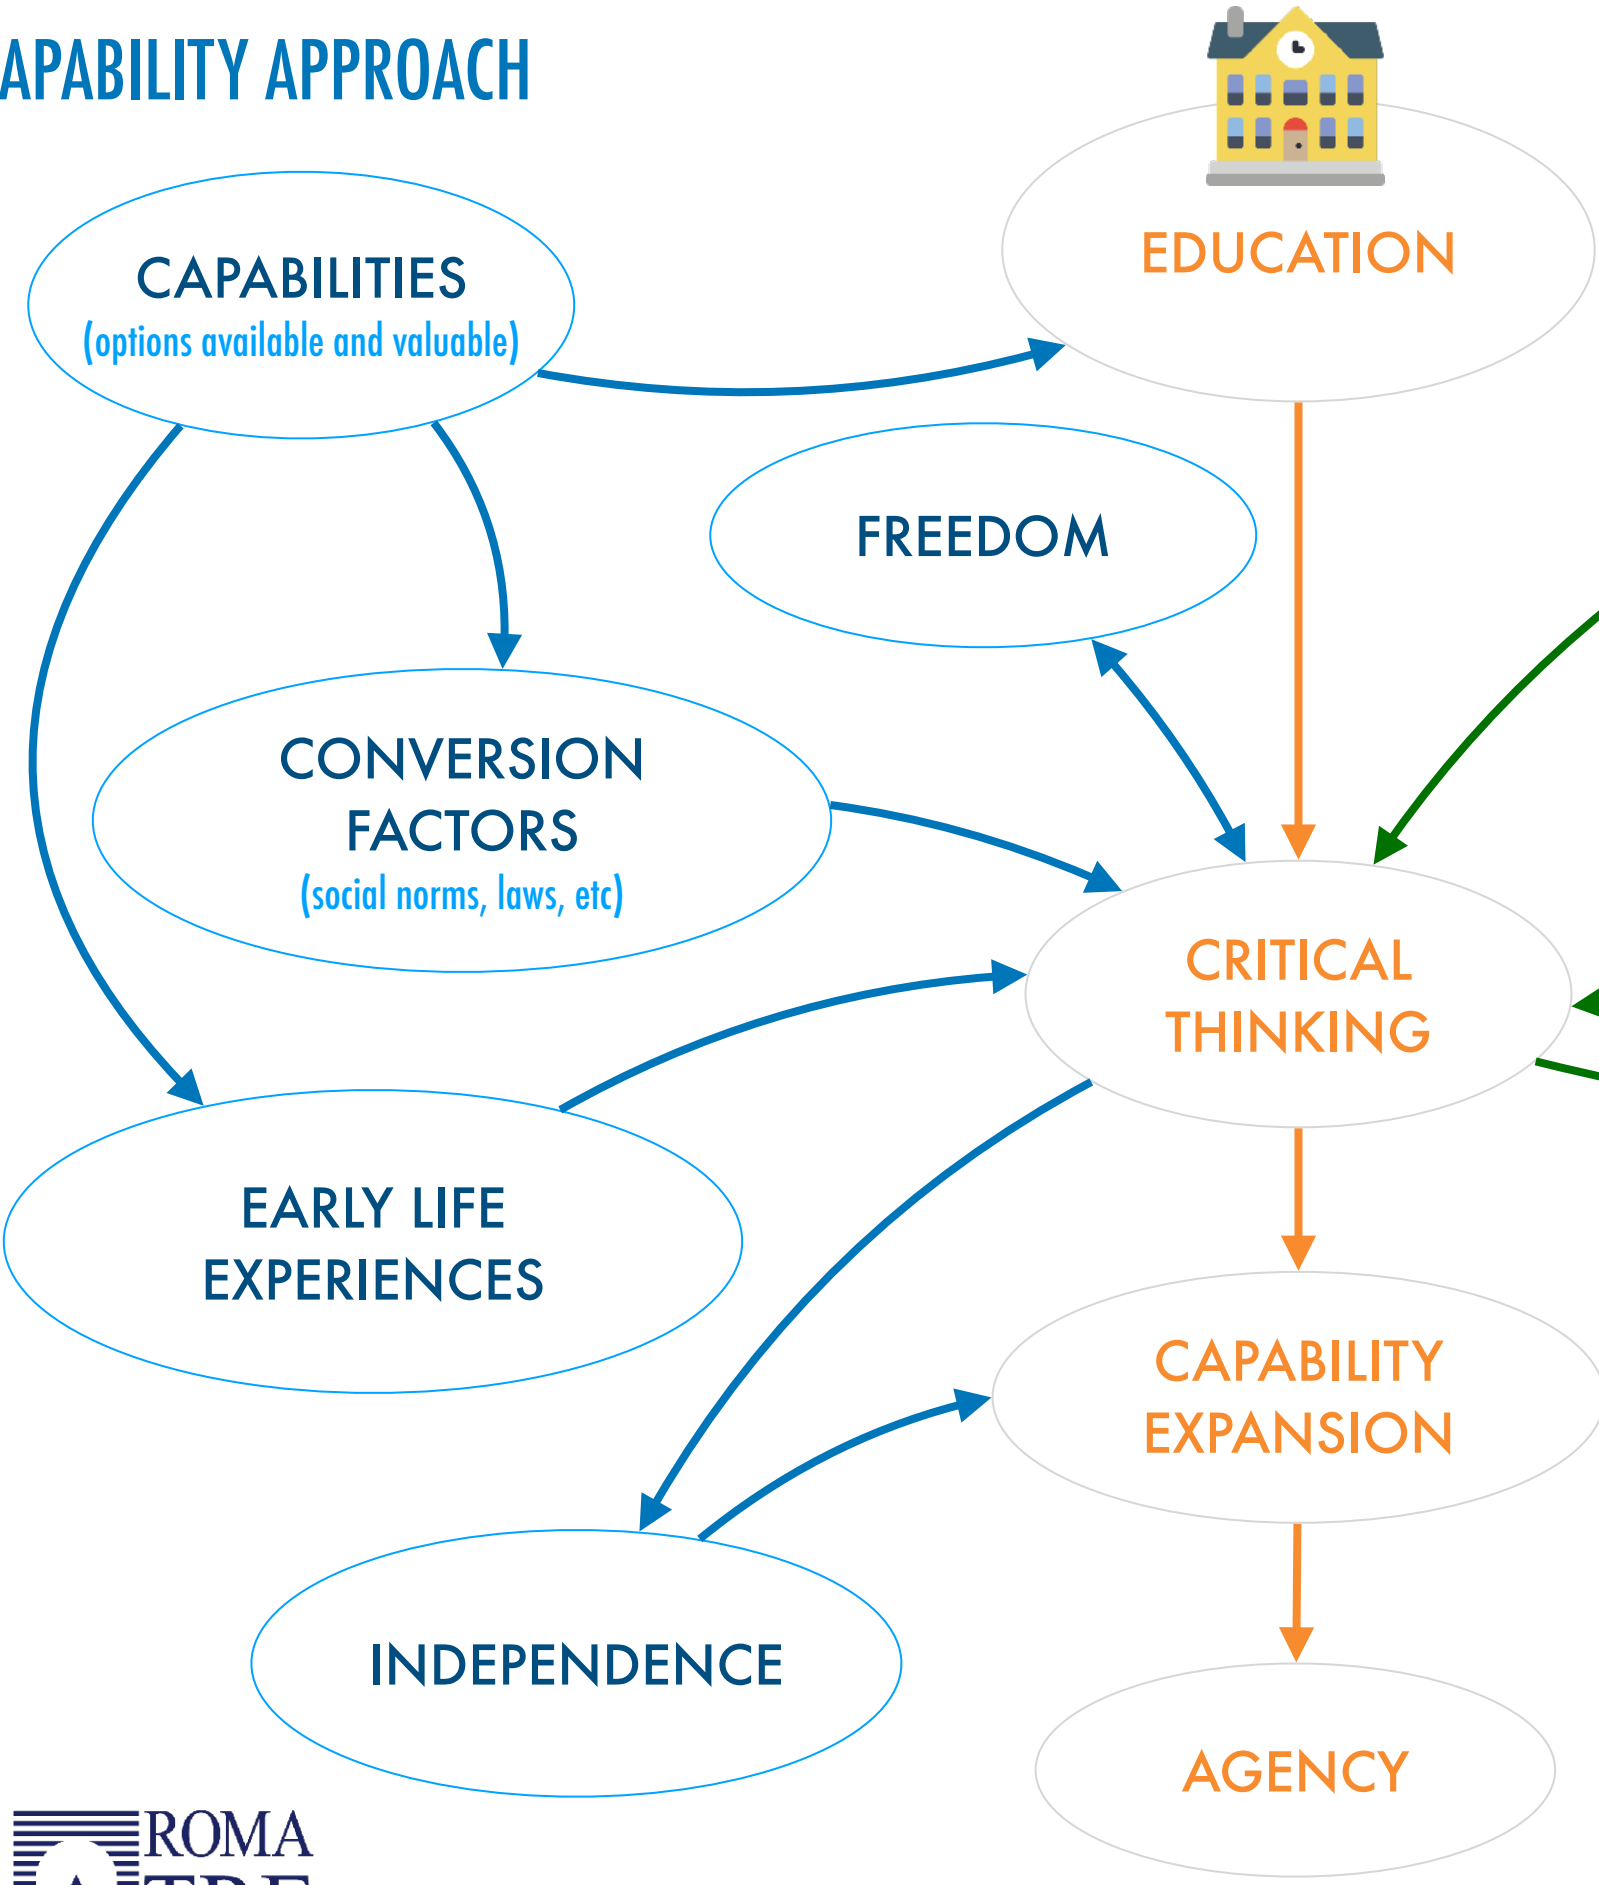 APABILITY APPROACH
EDUCATION
CAPABILITIES
(options available and valuable)
FREEDOM
CONVERSION
FACTORS
(social norms, laws, etc)
CRITICAL
THINKING
EARLY LIFE
EXPERIENCES
CAPABILITY
EXPANSION
INDEPENDENCE
AGENCY
ROMA
TRE